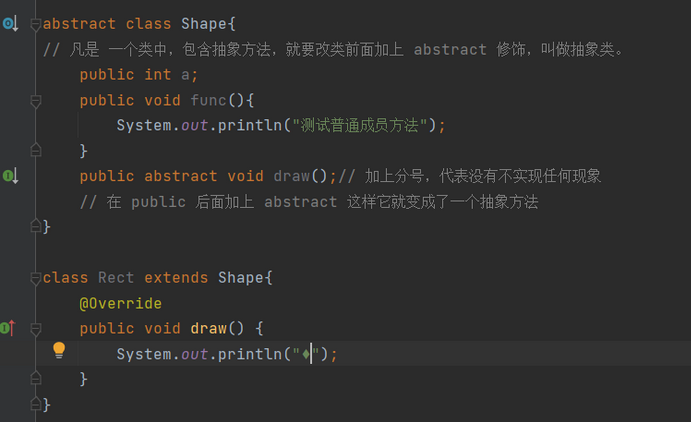 abstract class Shape{
// 凡是 一个类中，包含抽象方法，就要改类前面加上 abstract 修饰，叫做抽象类。
public int a;
public void func(){
System.out.println("测试普通成员方法");
}
public abstract void draw();// 加上分号，代表没有不实现任何现象
// 在 public 后面加上 abstract 这样它就变成了一个抽象方法
}
class Rect extends Shape{
@Override
public void draw() {
System.out.println("♦");
}
}